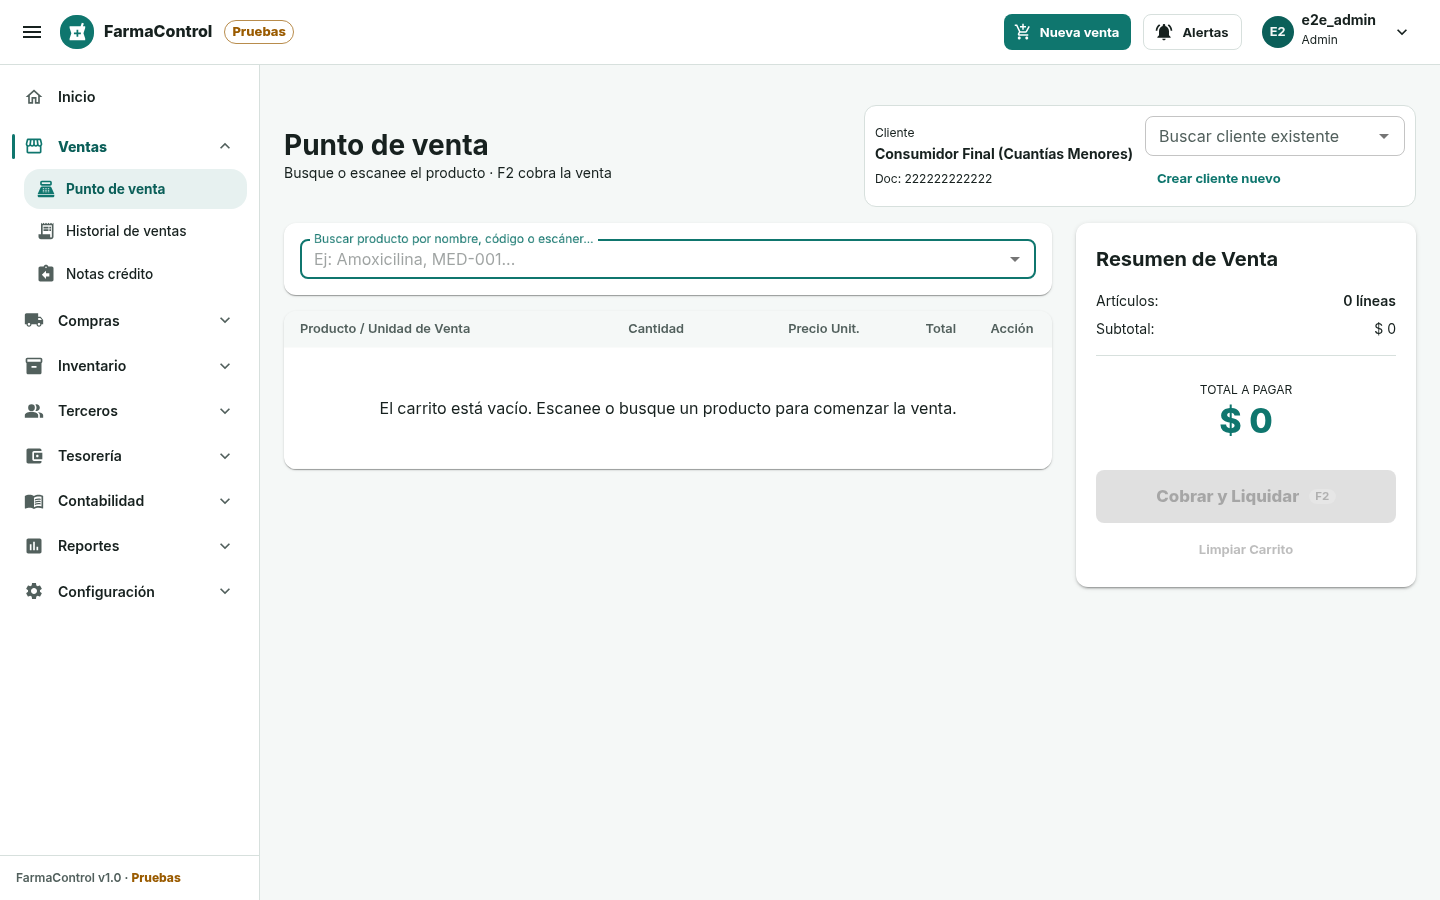 FarmaControl
Pruebas
Nueva venta
Alertas
E2
e2e_admin
Admin
Inicio
Ventas
Punto de venta
Historial de ventas
Notas crédito
Compras
Inventario
Terceros
Tesorería
Contabilidad
Reportes
Configuración
FarmaControl v1.0 · Pruebas
Punto de venta
Busque o escanee el producto · F2 cobra la venta
Cliente
Consumidor Final (Cuantías Menores)
Doc: 222222222222
Buscar cliente existente
Crear cliente nuevo
Buscar producto por nombre, código o escáner...
Ej: Amoxicilina, MED-001...
Producto / Unidad de Venta Cantidad Precio Unit. Total Acción
El carrito está vacío. Escanee o busque un producto para comenzar la venta.
Resumen de Venta
Artículos: 0 líneas
Subtotal: $ 0
TOTAL A PAGAR
$ 0
Cobrar y Liquidar F2
Limpiar Carrito